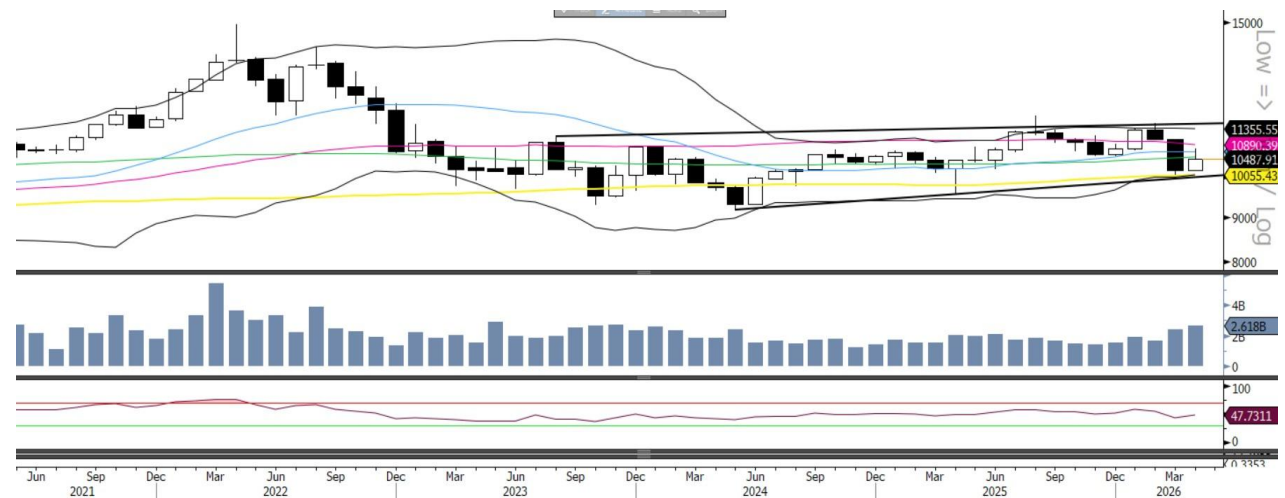 15000
Low =>
11355.55
10890.39
10487.91
10055.43
9000
/ Log
8000
4B
2.618B
2B
0
100
47.7311
0
0.3353
Jun Sep Dec Mar Jun Sep Dec Mar Jun Sep Dec Mar Jun Sep Dec Mar Jun Sep Dec Mar
2021 2022 2023 2024 2025 2026